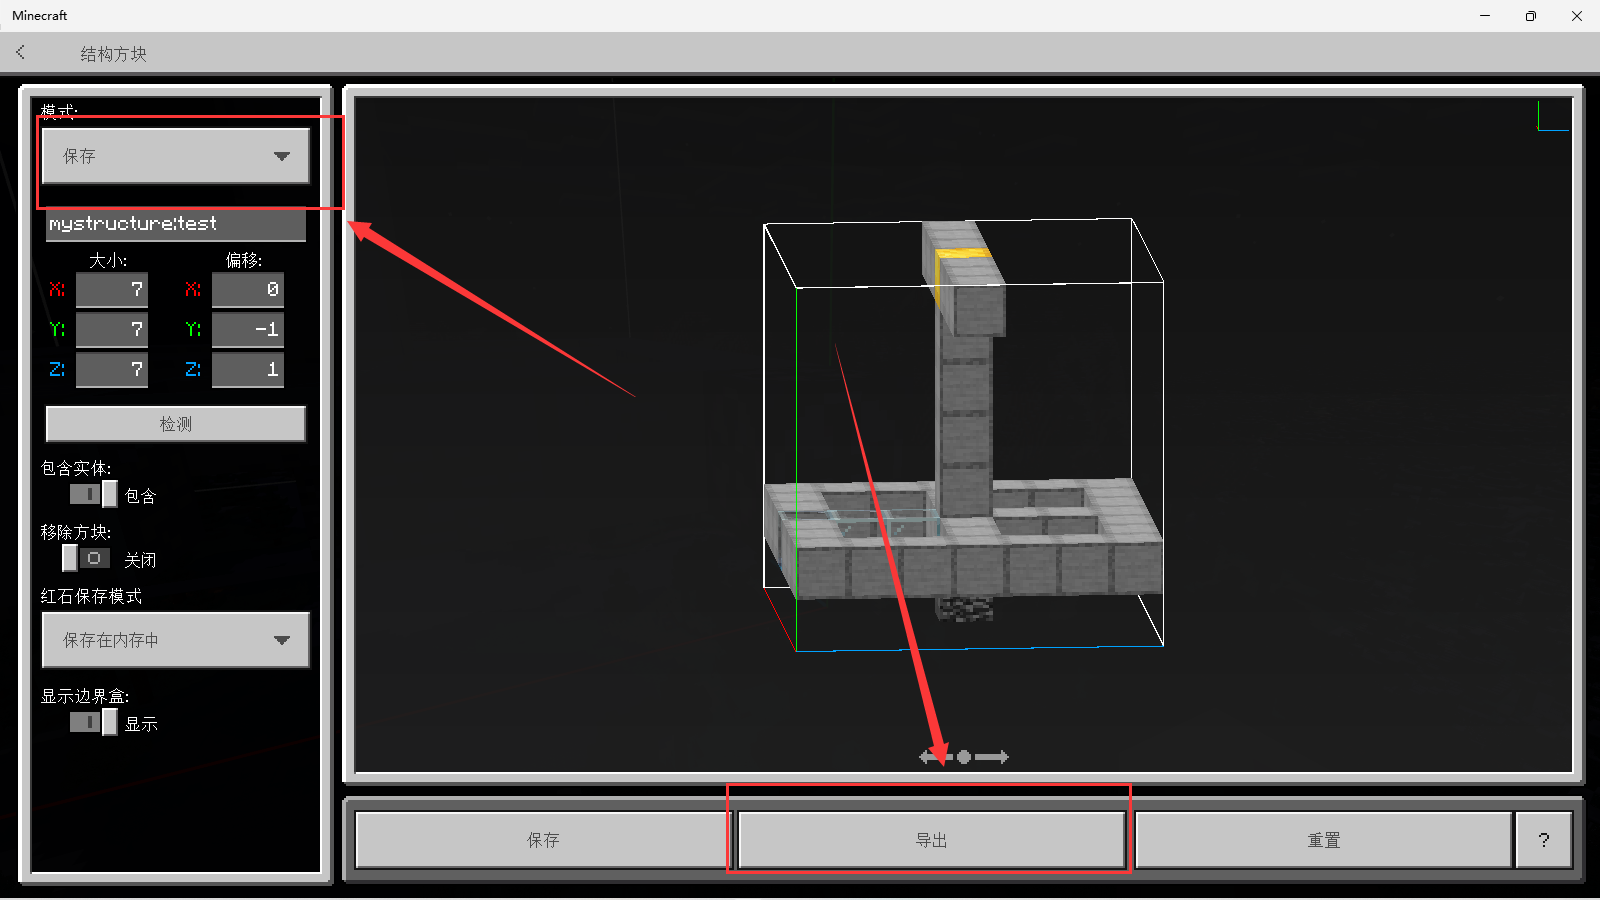 Minecraft
结构方块
模式:
保存
mystructure:test
大小: 偏移:
X: 7 X: 0
Y: 7 Y: -1
Z: 7 Z: 1
检测
包含实体:
包含
移除方块:
关闭
红石保存模式
保存在内存中
显示边界盒:
显示
保存 导出 重置 ?